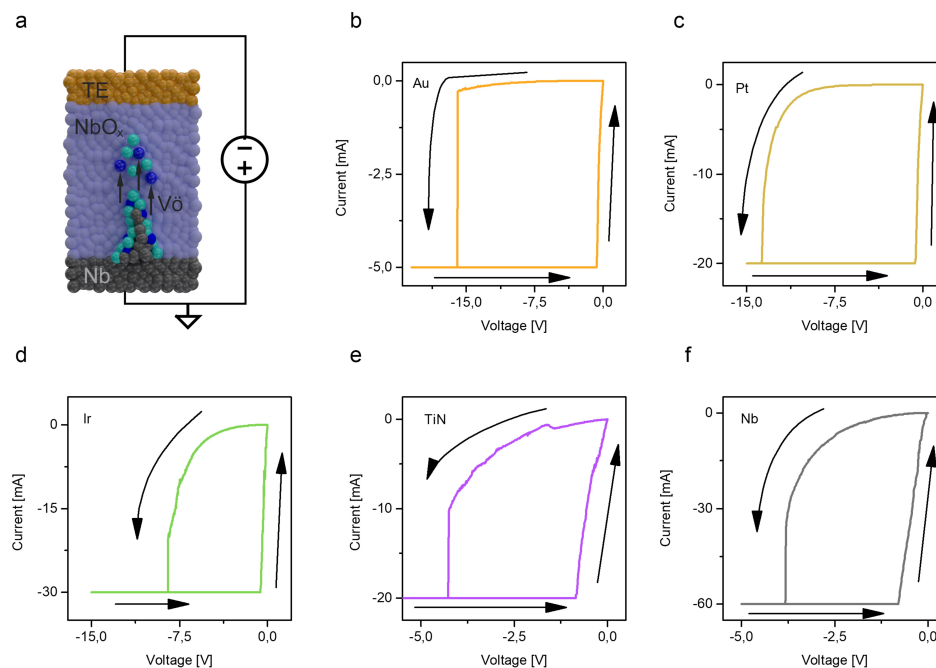 a
TE
NbOx
Vö
Nb
b
Au
Current [mA]
0,0
-2,5
-5,0
-15,0 -7,5 0,0
Voltage [V]
c
Pt
Current [mA]
0
-10
-20
-15,0 -7,5 0,0
Voltage [V]
d
Ir
Current [mA]
0
-15
-30
-15,0 -7,5 0,0
Voltage [V]
e
TiN
Current [mA]
0
-10
-20
-5,0 -2,5 0,0
Voltage [V]
f
Nb
Current [mA]
0
-30
-60
-5,0 -2,5 0,0
Voltage [V]